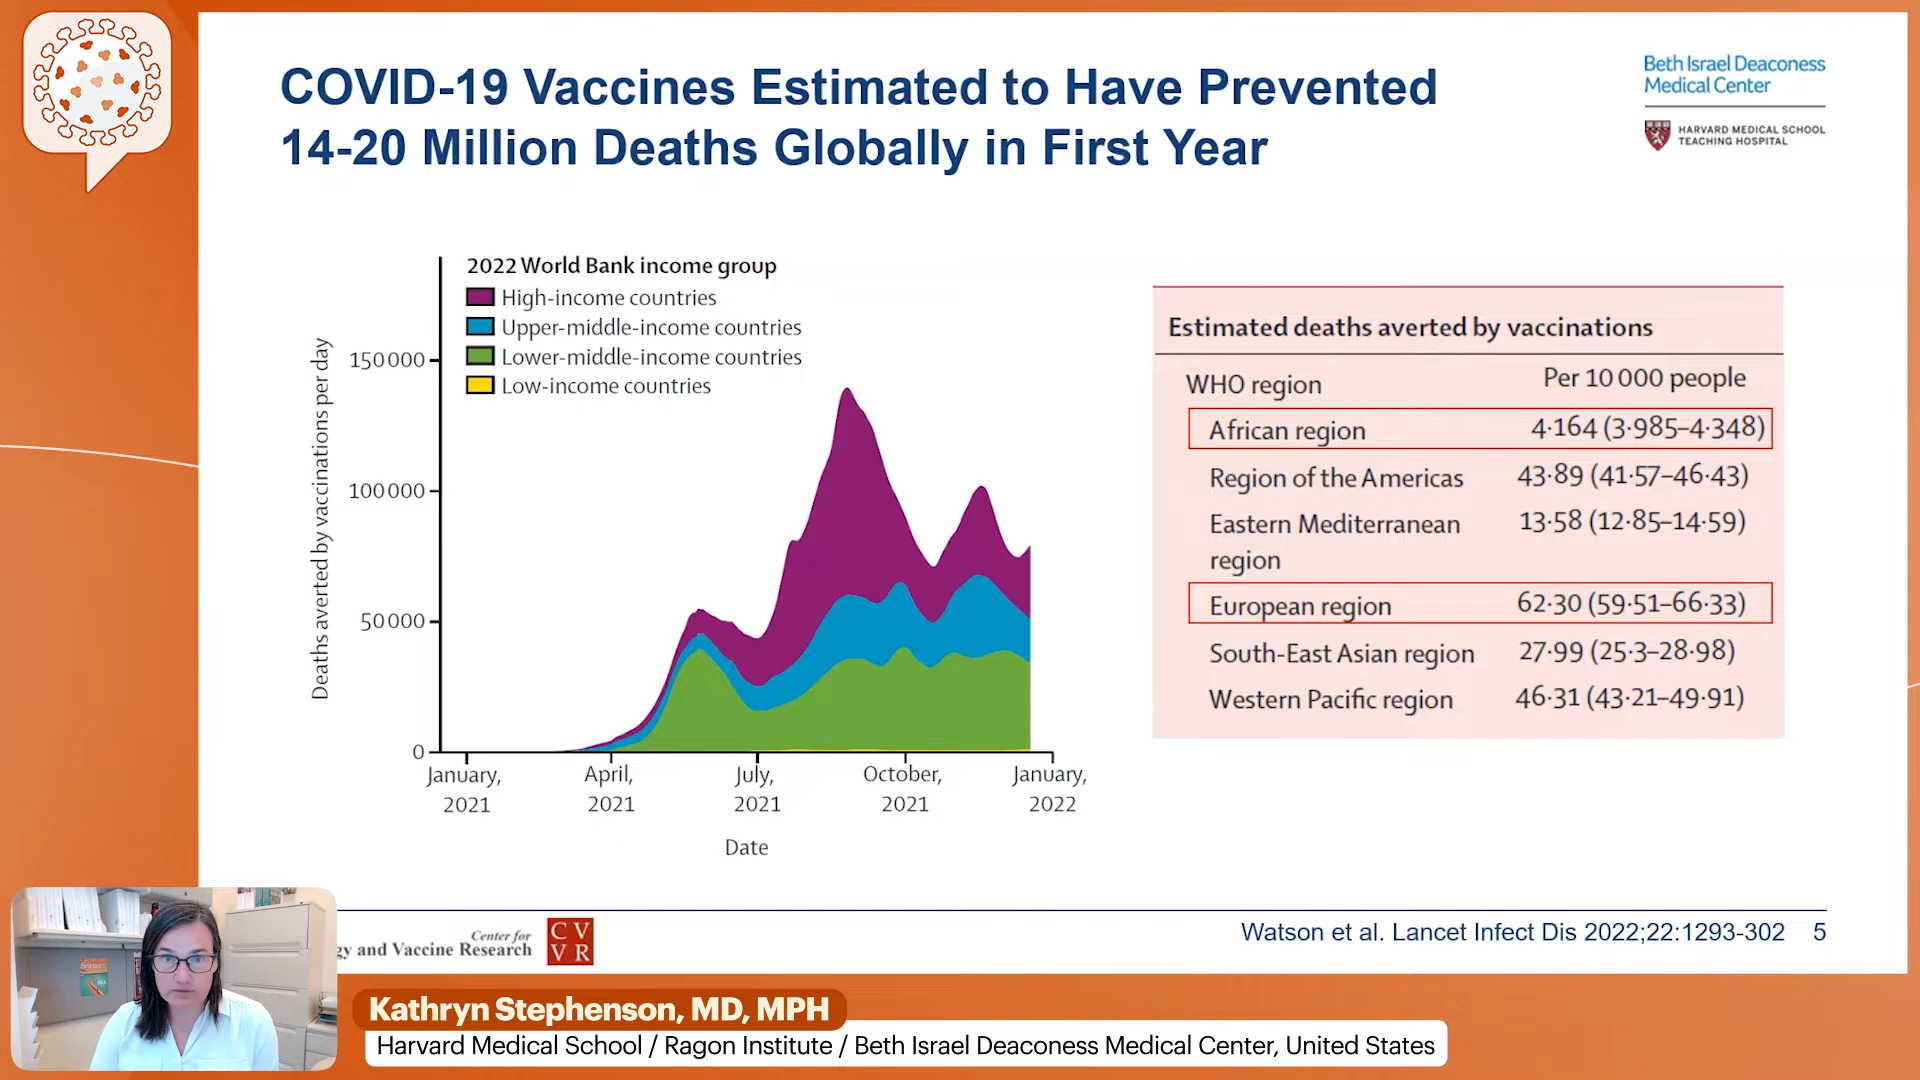 COVID-19 Vaccines Estimated to Have Prevented
14-20 Million Deaths Globally in First Year
Beth Israel Deaconess
Medical Center
HARVARD MEDICAL SCHOOL
TEACHING HOSPITAL
2022 World Bank income group
High-income countries
Upper-middle-income countries
Lower-middle-income countries
Low-income countries
Deaths averted by vaccinations per day
150 000
100 000
50 000
0
January, 2021
April, 2021
July, 2021
October, 2021
January, 2022
Date
Estimated deaths averted by vaccinations
WHO region Per 10 000 people
African region 4·164 (3·985–4·348)
Region of the Americas 43·89 (41·57–46·43)
Eastern Mediterranean 13·58 (12·85–14·59)
region
European region 62·30 (59·51–66·33)
South-East Asian region 27·99 (25·3–28·98)
Western Pacific region 46·31 (43·21–49·91)
Center for
gy and Vaccine Research
CV
VR
Watson et al. Lancet Infect Dis 2022;22:1293-302 5
Kathryn Stephenson, MD, MPH
Harvard Medical School / Ragon Institute / Beth Israel Deaconess Medical Center, United States